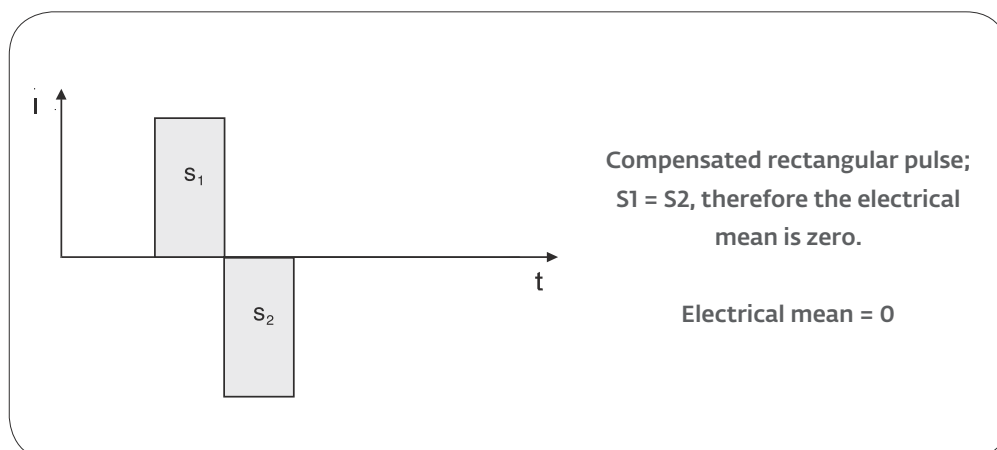 i
S₁
t
S₂
Compensated rectangular pulse;
S1 = S2, therefore the electrical
mean is zero.
Electrical mean = 0